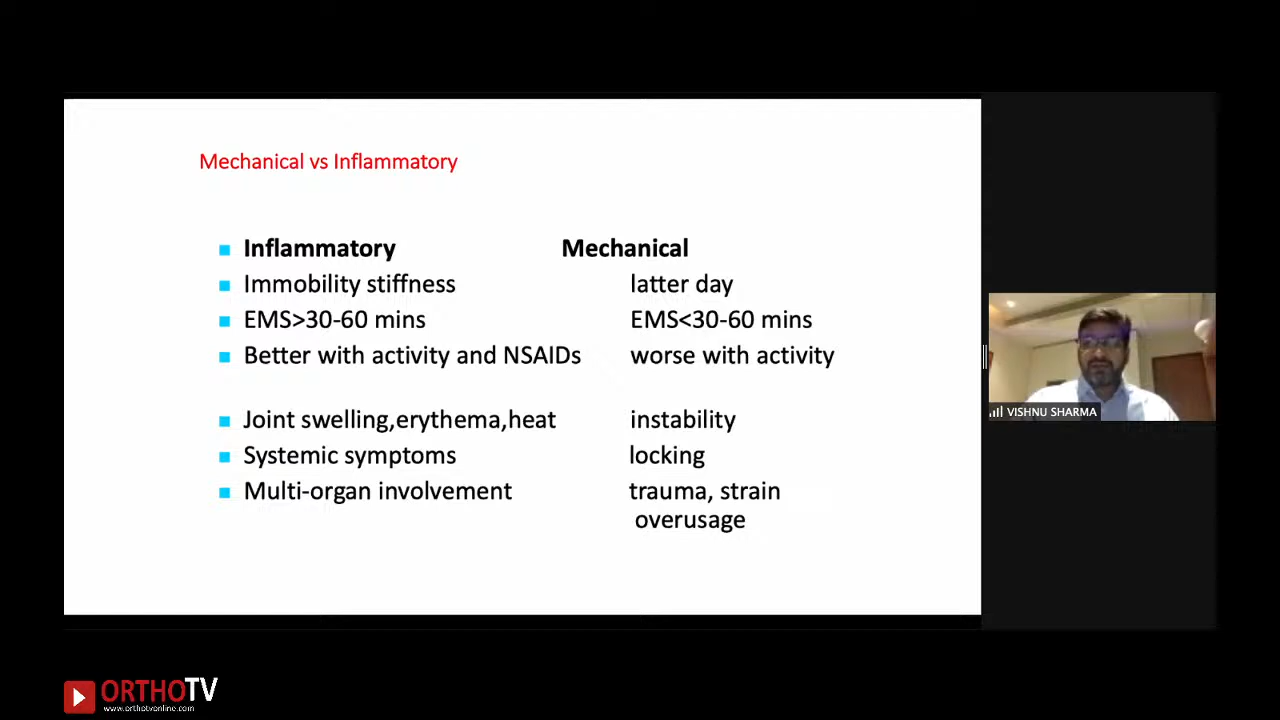 Mechanical vs Inflammatory
Inflammatory Mechanical
Immobility stiffness latter day
EMS>30-60 mins EMS<30-60 mins
Better with activity and NSAIDs worse with activity
Joint swelling,erythema,heat instability
Systemic symptoms locking
Multi-organ involvement trauma, strain
overusage
VISHNU SHARMA
ORTHOTV
www.orthotvonline.com